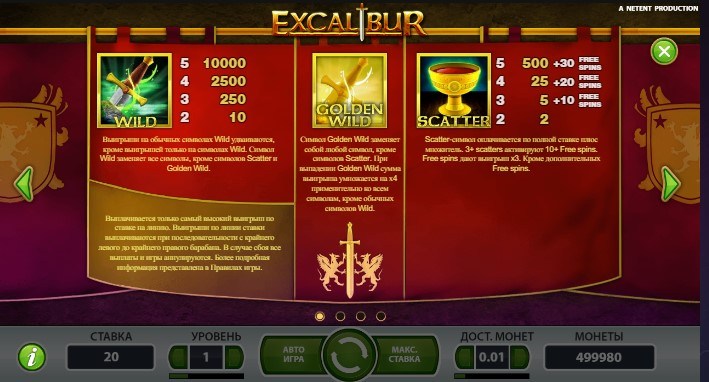 A NETENT PRODUCTION
EXCALIBUR
WILD
5 10000
4 2500
3 250
2 10
GOLDEN
WILD
SCATTER
5 500 +30 FREE SPINS
4 25 +20 FREE SPINS
3 5 +10 FREE SPINS
2 2
Выигрыши на обычных символах Wild удваиваются,
кроме выигрышей только на символах Wild. Символ
Wild заменяет все символы, кроме символов Scatter и
Golden Wild.
Символ Golden Wild заменяет
собой любой символ, кроме
символов Scatter. При
выпадении Golden Wild сумма
выигрыша умножается на x4
применительно ко всем
символам, кроме обычных
символов Wild.
Scatter-символ оплачивается по полной ставке плюс
множитель. 3+ scatters активируют 10+ Free spins.
Free spins дают выигрыш x3. Кроме дополнительных
Free spins.
Выплачивается только самый высокий выигрыш по
ставке на линию. Выигрыши по линии ставки
выплачиваются при последовательности с крайнего
левого до крайнего правого барабана. В случае сбоя все
выплаты и игры аннулируются. Более подробная
информация представлена в Правилах игры.
СТАВКА
20
УРОВЕНЬ
1
АВТО
ИГРА
МАКС.
СТАВКА
ДОСТ. МОНЕТ
0.01
МОНЕТЫ
499980